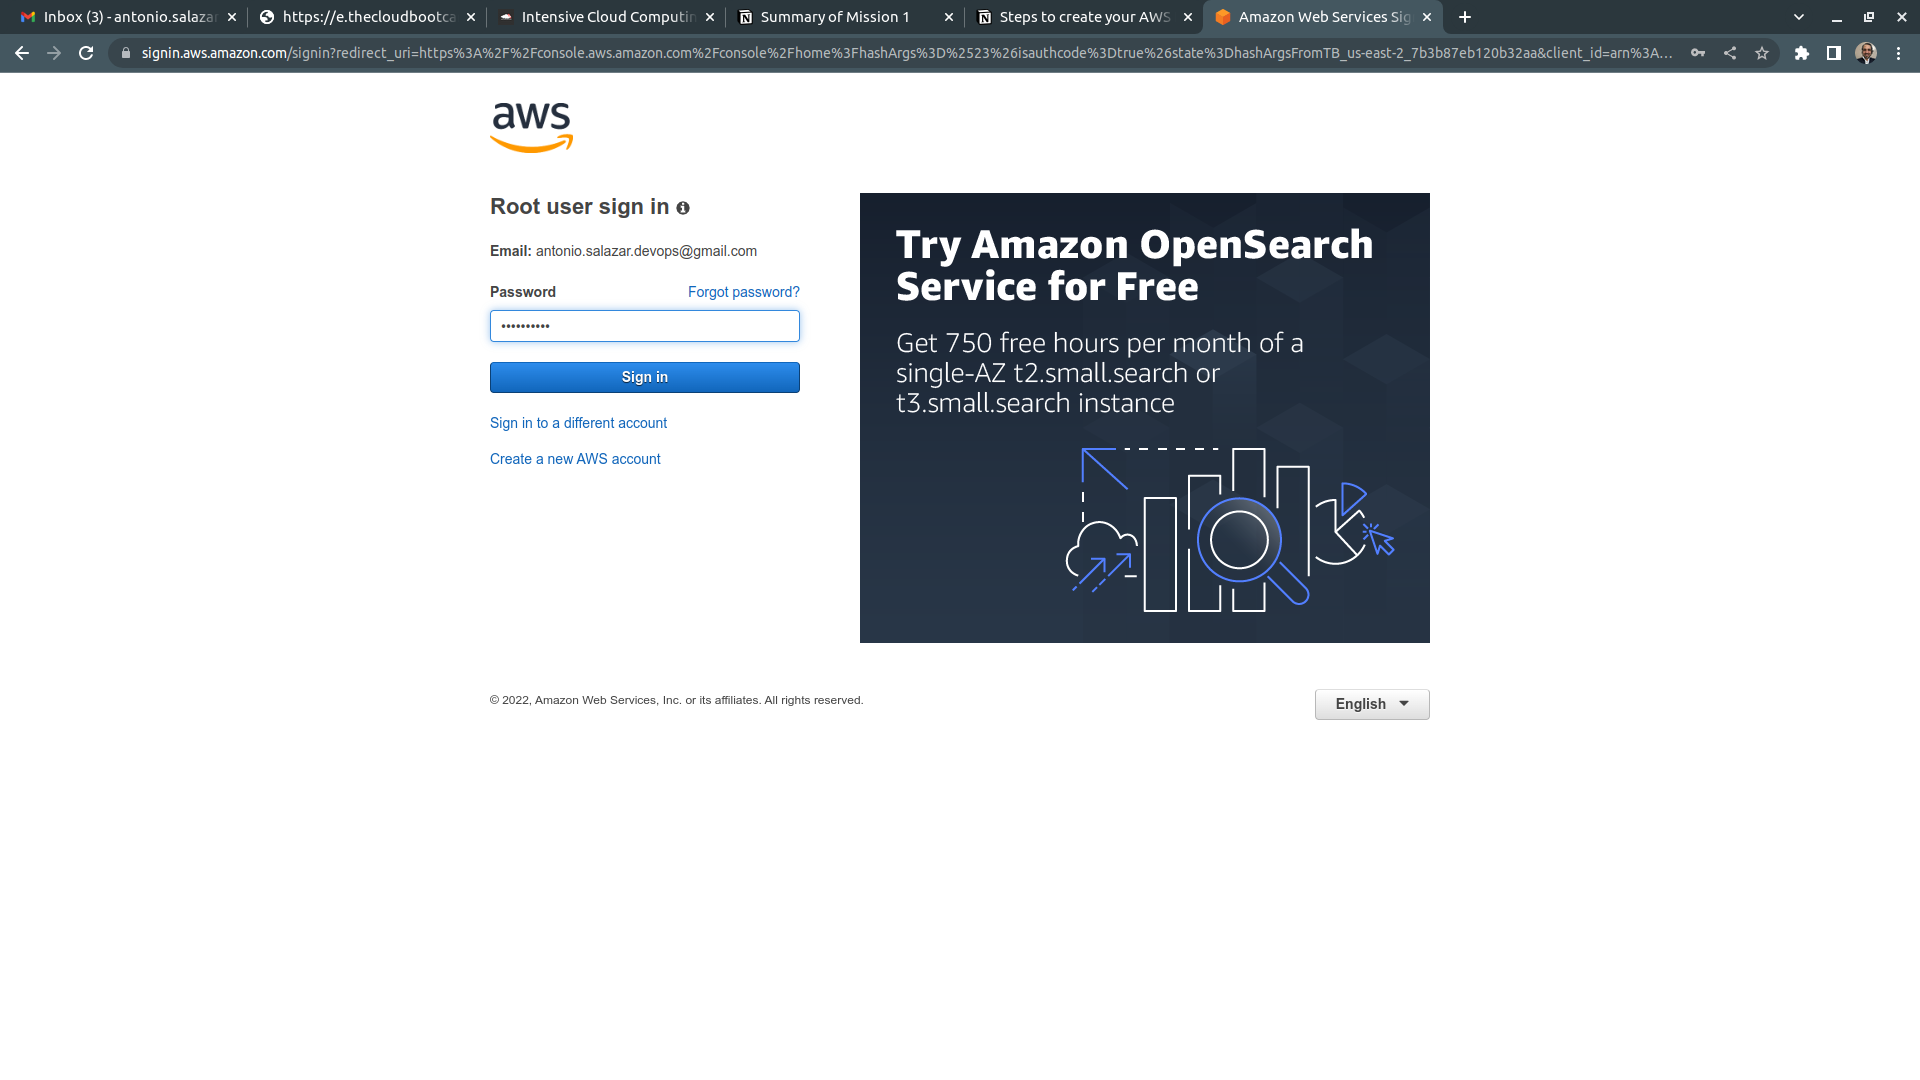 Inbox (3) - antonio.salazar
https://e.thecloudbootca
Intensive Cloud Computin
Summary of Mission 1
Steps to create your AWS
Amazon Web Services Sig
signin.aws.amazon.com/signin?redirect_uri=https%3A%2F%2Fconsole.aws.amazon.com%2Fconsole%2Fhome%3FhashArgs%3D%2523%26isauthcode%3Dtrue%26state%3DhashArgsFromTB_us-east-2_7b3b87eb120b32aa&client_id=arn%3A...
aws
Root user sign in
Email: antonio.salazar.devops@gmail.com
Password
Forgot password?
Sign in
Sign in to a different account
Create a new AWS account
Try Amazon OpenSearch
Service for Free
Get 750 free hours per month of a
single-AZ t2.small.search or
t3.small.search instance
© 2022, Amazon Web Services, Inc. or its affiliates. All rights reserved.
English